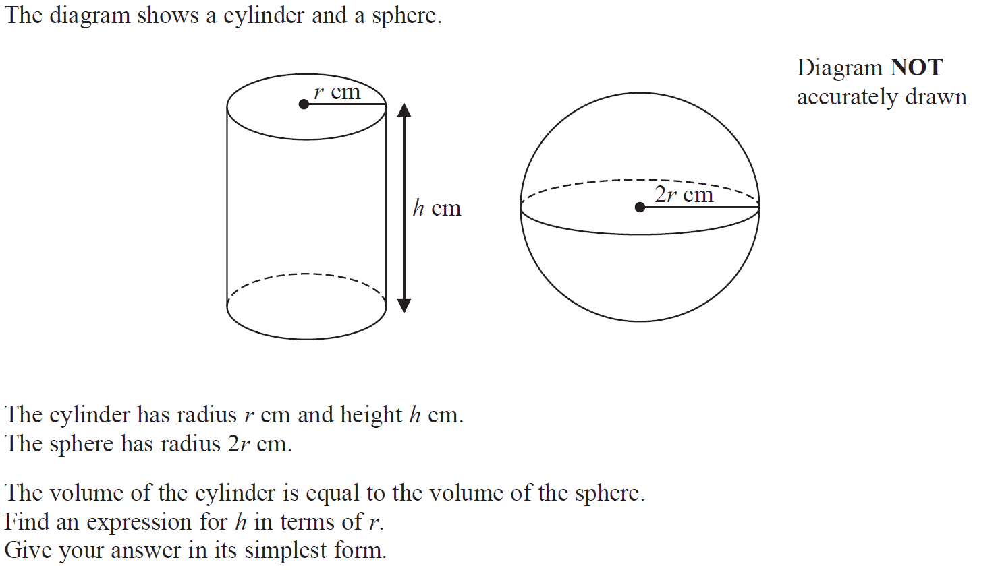 The diagram shows a cylinder and a sphere.
Diagram NOT
accurately drawn
r cm
h cm
2r cm
The cylinder has radius r cm and height h cm.
The sphere has radius 2r cm.
The volume of the cylinder is equal to the volume of the sphere.
Find an expression for h in terms of r.
Give your answer in its simplest form.